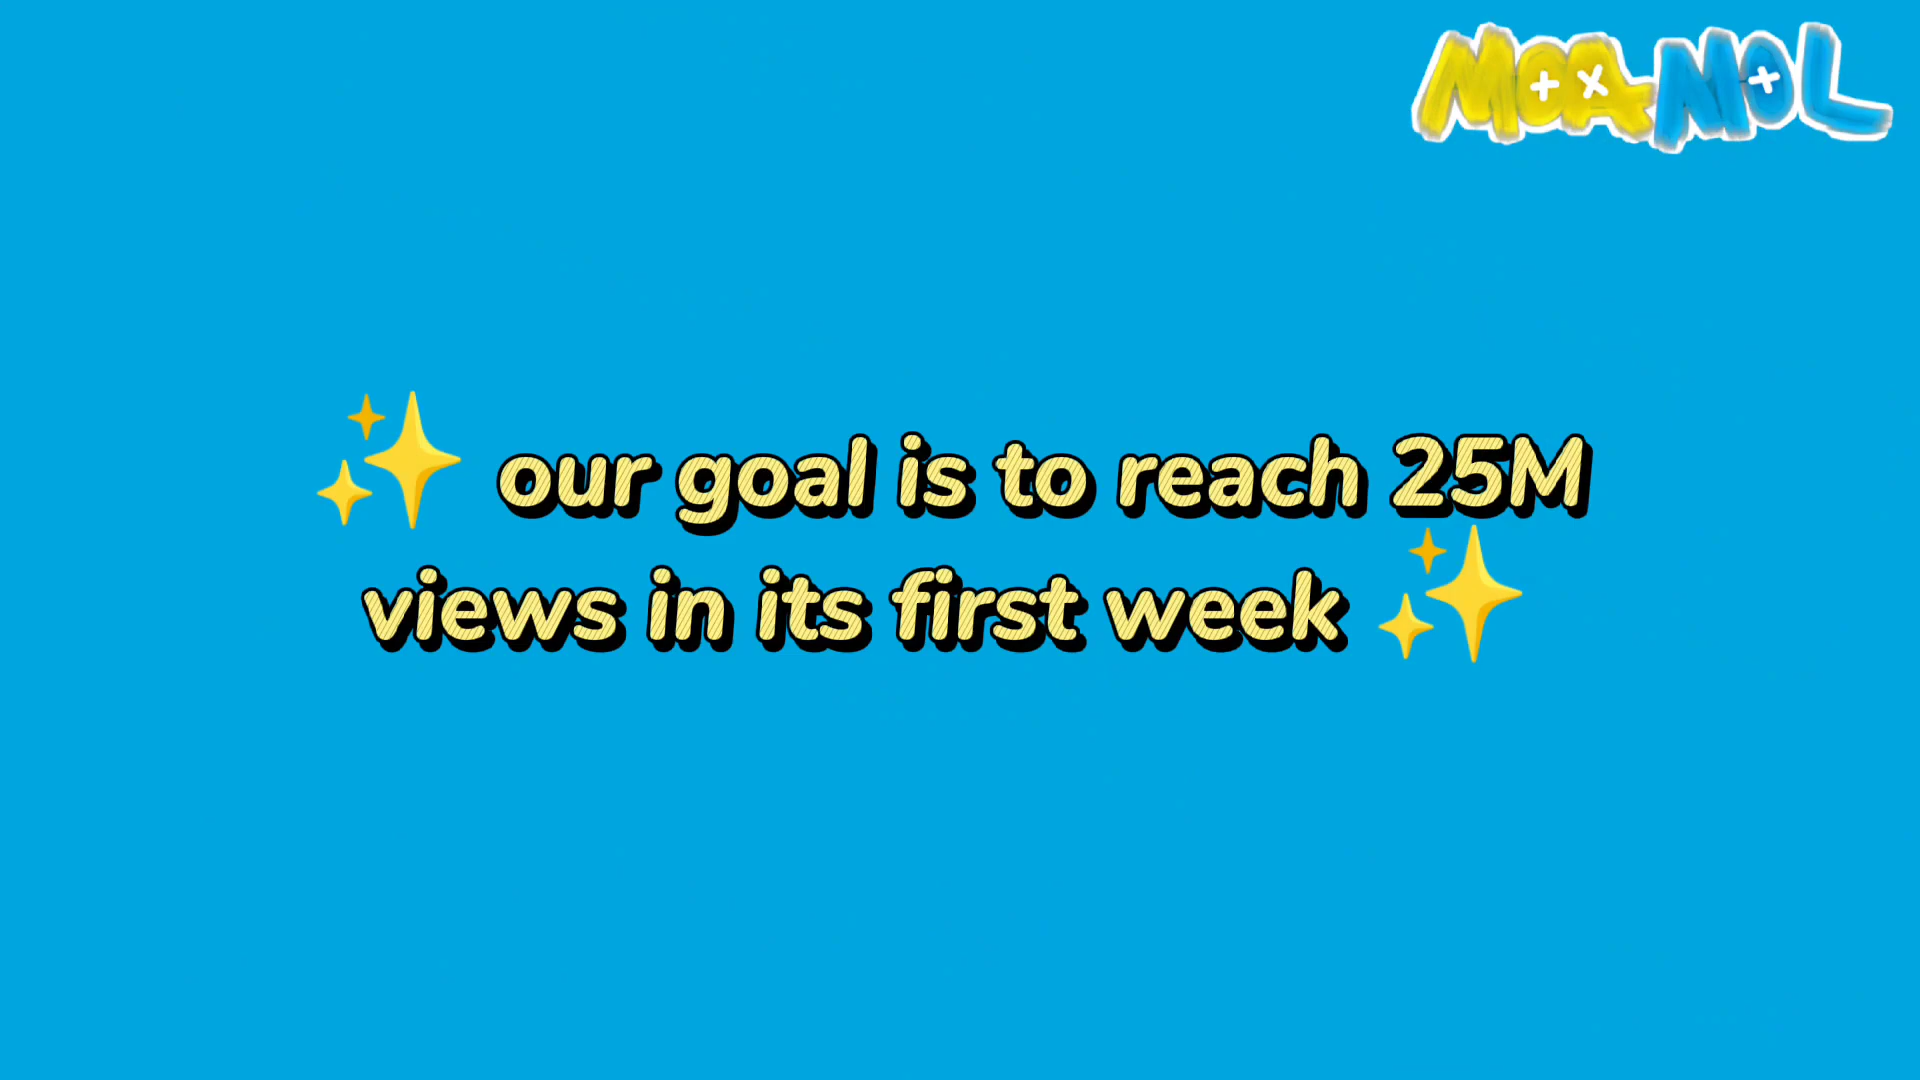 MOA MOL
✨ our goal is to reach 25M
views in its first week ✨